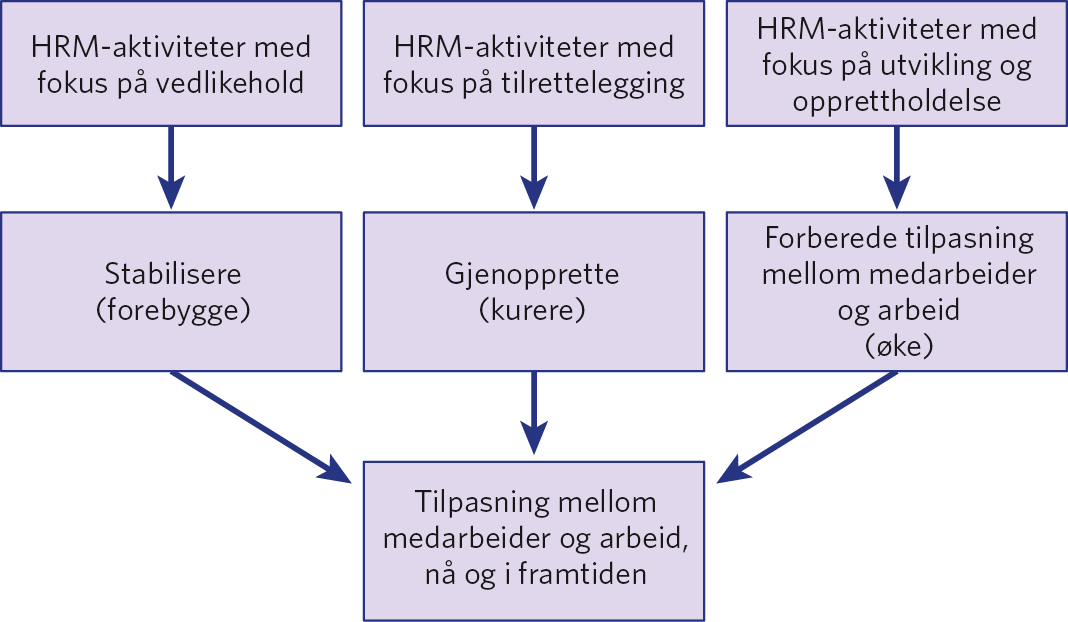 HRM-aktiviteter med
fokus på vedlikehold
HRM-aktiviteter med
fokus på tilrettelegging
HRM-aktiviteter med
fokus på utvikling og
opprettholdelse
Stabilisere
(forebygge)
Gjenopprette
(kurere)
Forberede tilpasning
mellom medarbeider
og arbeid
(øke)
Tilpasning mellom
medarbeider og arbeid,
nå og i framtiden